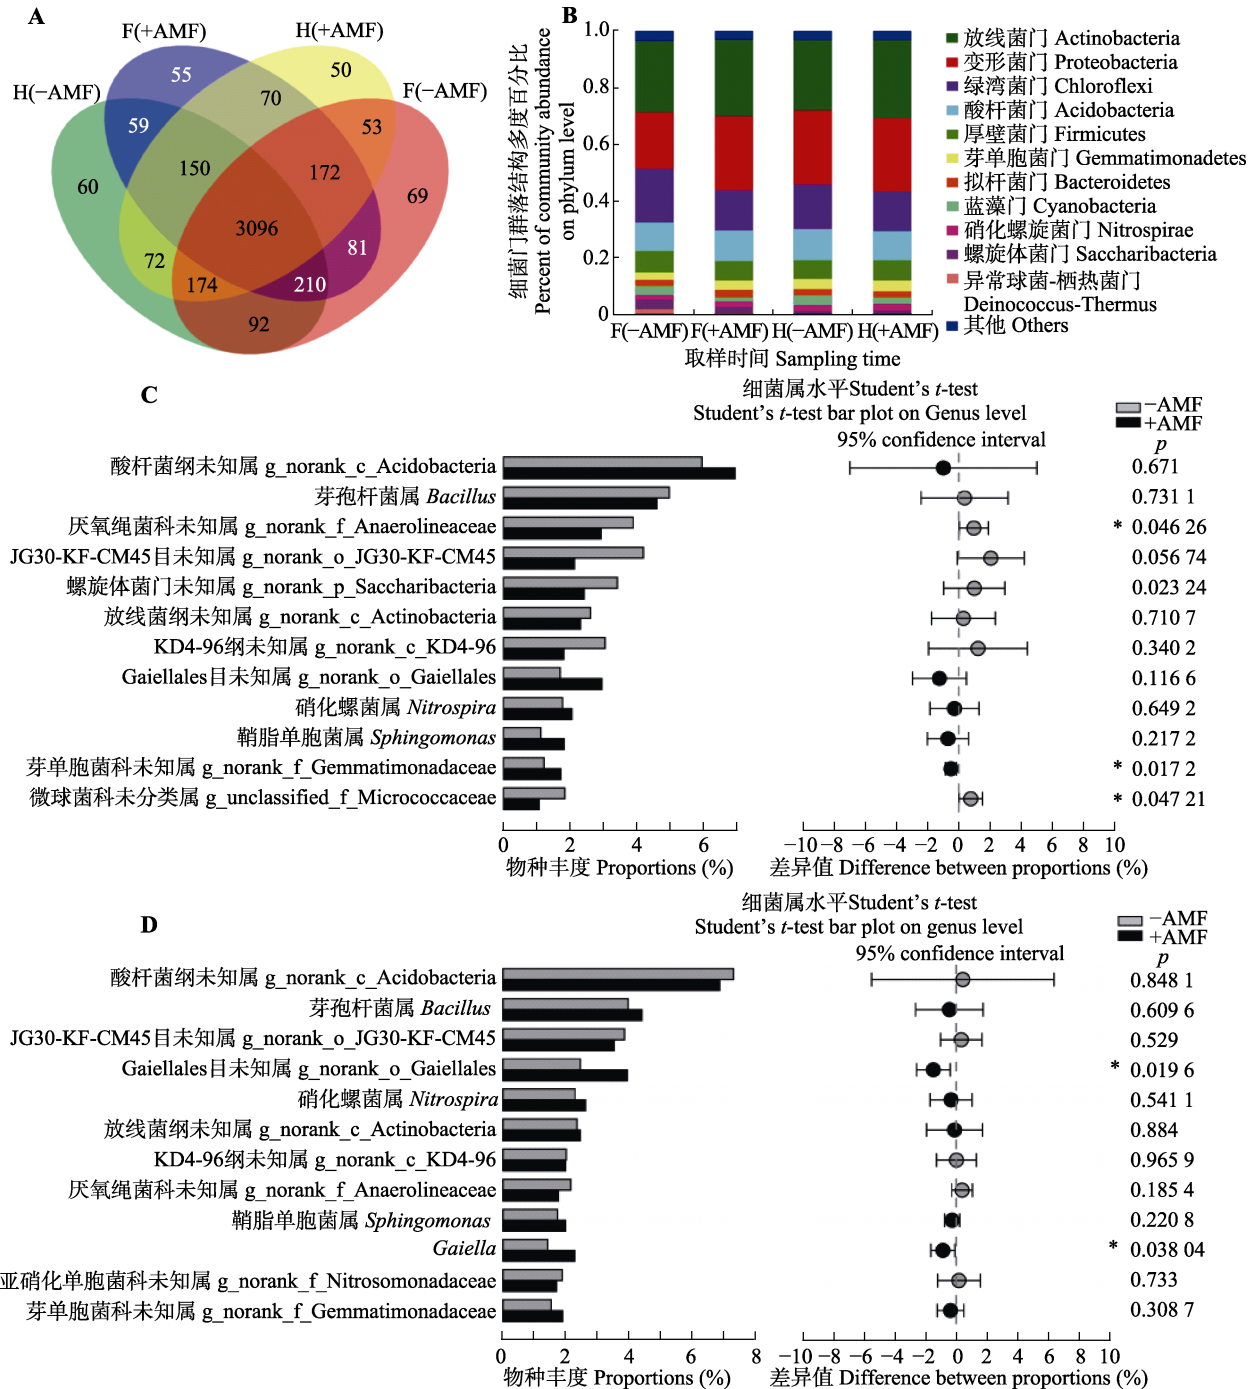 A
F(+AMF)
H(+AMF)
H(−AMF)
F(−AMF)
55
50
70
59
53
150
172
60
69
3096
81
72
174
210
92
B
细菌门群落结构多度百分比
Percent of community abundance
on phylum level
1.0
0.8
0.6
0.4
0.2
0
F(−AMF) F(+AMF) H(−AMF) H(+AMF)
取样时间 Sampling time
放线菌门 Actinobacteria
变形菌门 Proteobacteria
绿湾菌门 Chloroflexi
酸杆菌门 Acidobacteria
厚壁菌门 Firmicutes
芽单胞菌门 Gemmatimonadetes
拟杆菌门 Bacteroidetes
蓝藻门 Cyanobacteria
硝化螺旋菌门 Nitrospirae
螺旋体菌门 Saccharibacteria
异常球菌-栖热菌门
Deinococcus-Thermus
其他 Others
C
细菌属水平Student's t-test
Student's t-test bar plot on Genus level
−AMF
+AMF
95% confidence interval
p
酸杆菌纲未知属 g_norank_c_Acidobacteria 0.671
芽孢杆菌属 Bacillus 0.731 1
厌氧绳菌科未知属 g_norank_f_Anaerolineaceae * 0.046 26
JG30-KF-CM45目未知属 g_norank_o_JG30-KF-CM45 0.056 74
螺旋体菌门未知属 g_norank_p_Saccharibacteria 0.023 24
放线菌纲未知属 g_norank_c_Actinobacteria 0.710 7
KD4-96纲未知属 g_norank_c_KD4-96 0.340 2
Gaiellales目未知属 g_norank_o_Gaiellales 0.116 6
硝化螺菌属 Nitrospira 0.649 2
鞘脂单胞菌属 Sphingomonas 0.217 2
芽单胞菌科未知属 g_norank_f_Gemmatimonadaceae * 0.017 2
微球菌科未分类属 g_unclassified_f_Micrococcaceae * 0.047 21
0 2 4 6 −10 −8 −6 −4 −2 0 2 4 6 8 10
物种丰度 Proportions (%) 差异值 Difference between proportions (%)
D
细菌属水平Student's t-test
Student's t-test bar plot on genus level
−AMF
+AMF
95% confidence interval
p
酸杆菌纲未知属 g_norank_c_Acidobacteria 0.848 1
芽孢杆菌属 Bacillus 0.609 6
JG30-KF-CM45目未知属 g_norank_o_JG30-KF-CM45 0.529
Gaiellales目未知属 g_norank_o_Gaiellales * 0.019 6
硝化螺菌属 Nitrospira 0.541 1
放线菌纲未知属 g_norank_c_Actinobacteria 0.884
KD4-96纲未知属 g_norank_c_KD4-96 0.965 9
厌氧绳菌科未知属 g_norank_f_Anaerolineaceae 0.185 4
鞘脂单胞菌属 Sphingomonas 0.220 8
Gaiella * 0.038 04
亚硝化单胞菌科未知属 g_norank_f_Nitrosomonadaceae 0.733
芽单胞菌科未知属 g_norank_f_Gemmatimonadaceae 0.308 7
0 2 4 6 8 −10 −8 −6 −4 −2 0 2 4 6 8 10
物种丰度 Proportions (%) 差异值 Difference between proportions (%)